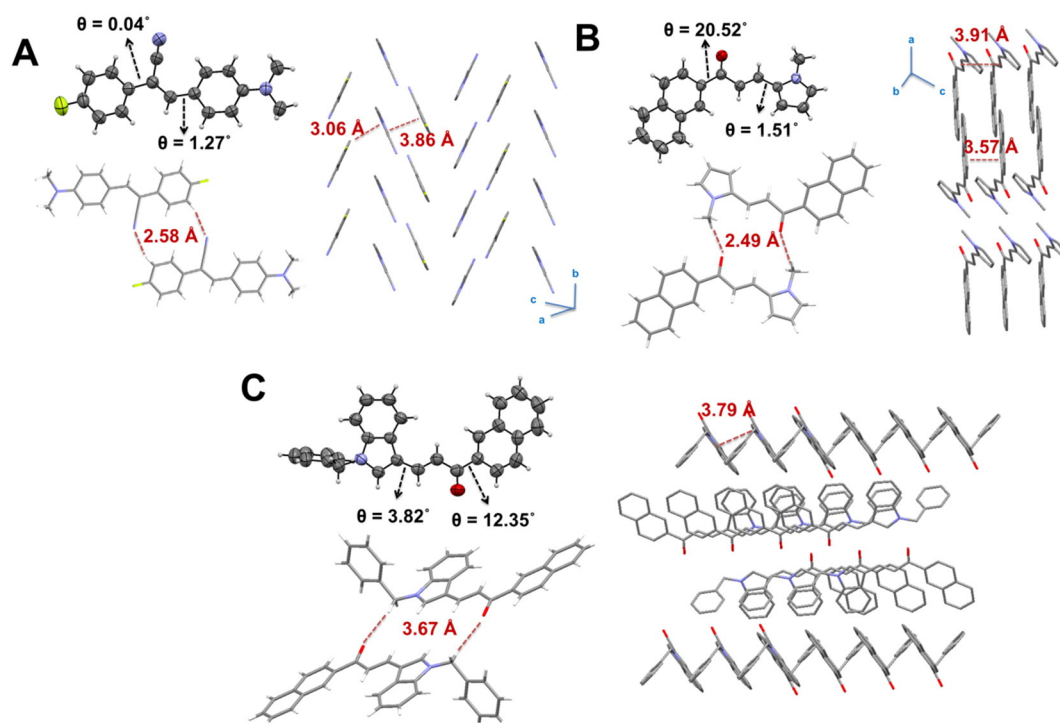 A
θ = 0.04˚
θ = 1.27˚
3.06 Å
3.86 Å
2.58 Å
b
c
a
B
θ = 20.52˚
θ = 1.51˚
2.49 Å
a
b
c
3.91 Å
3.57 Å
C
θ = 3.82˚
θ = 12.35˚
3.67 Å
3.79 Å